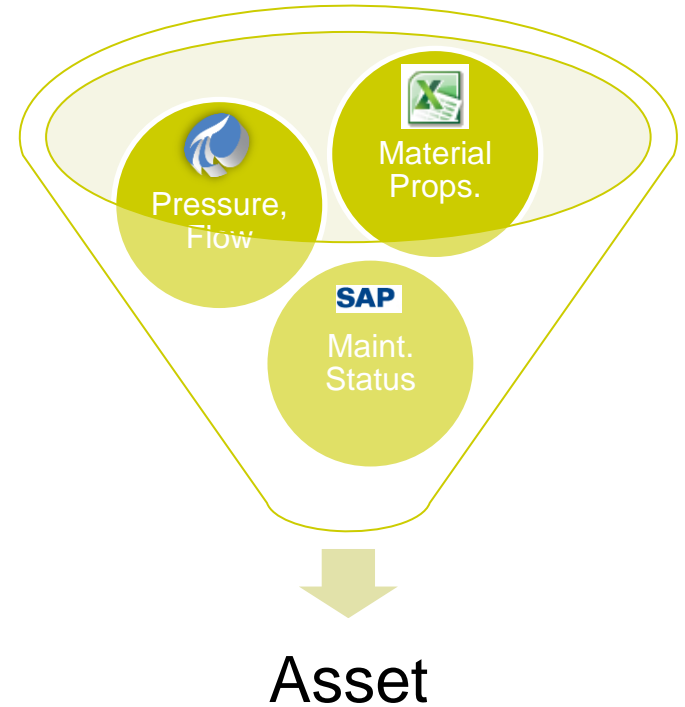 Pressure,
Flow
Material
Props.
SAP
Maint.
Status
Asset